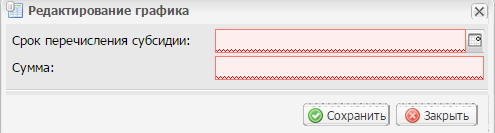 Редактирование графика
Срок перечисления субсидии:
Сумма:
Сохранить Закрыть